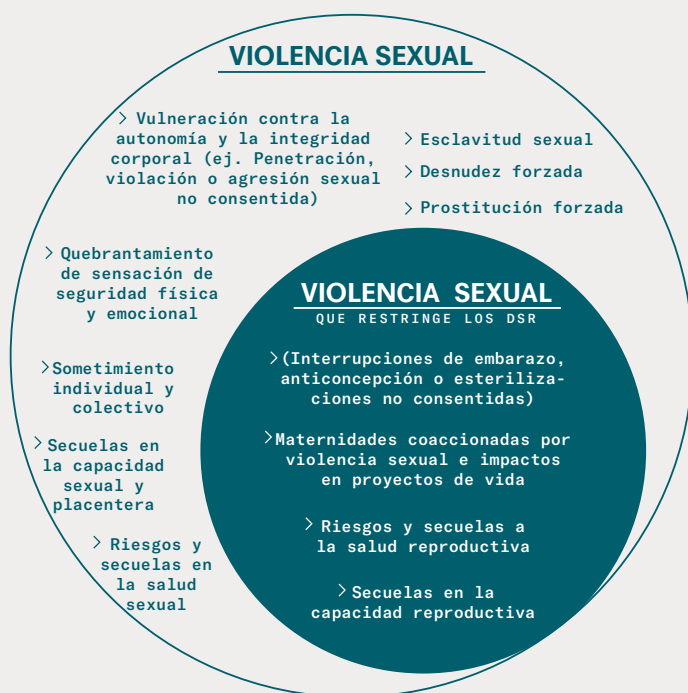 VIOLENCIA SEXUAL
> Vulneración contra la
autonomía y la integridad
corporal (ej. Penetración,
violación o agresión sexual
no consentida)
> Esclavitud sexual
> Desnudez forzada
> Prostitución forzada
> Quebrantamiento
de sensación de
seguridad física
y emocional
>Sometimiento
individual y
colectivo
> Secuelas en
la capacidad
sexual y
placentera
> Riesgos y
secuelas en
la salud
sexual
VIOLENCIA SEXUAL
QUE RESTRINGE LOS DSR
>(Interrupciones de embarazo,
anticoncepción o esteriliza-
ciones no consentidas)
>Maternidades coaccionadas por
violencia sexual e impactos
en proyectos de vida
> Riesgos y secuelas a
la salud reproductiva
>Secuelas en la
capacidad reproductiva